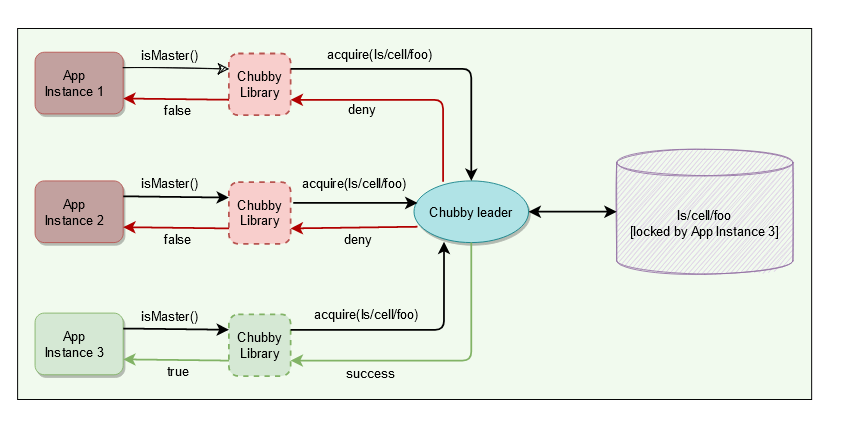 isMaster()
acquire(ls/cell/foo)
App
Instance 1
Chubby
Library
false
deny
isMaster()
acquire(ls/cell/foo)
App
Instance 2
Chubby
Library
Chubby leader
ls/cell/foo
[locked by App Instance 3]
false
deny
isMaster()
acquire(ls/cell/foo)
App
Instance 3
Chubby
Library
true
success